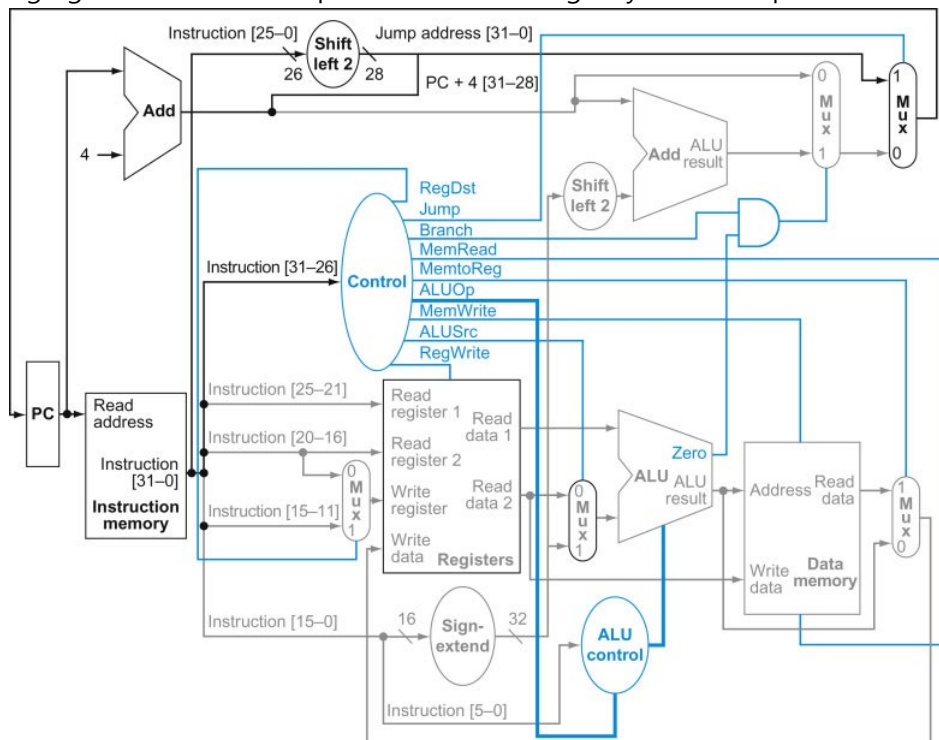 Instruction [25–0]
Shift
left 2
Jump address [31–0]
26
28
PC + 4 [31–28]
Add
4
0
M
u
x
1
1
M
u
x
0
Add
ALU
result
Shift
left 2
RegDst
Jump
Branch
MemRead
MemtoReg
ALUOp
MemWrite
ALUSrc
RegWrite
Instruction [31–26]
Control
PC
Read
address
Instruction
[31–0]
Instruction
memory
Instruction [25–21]
Instruction [20–16]
Instruction [15–11]
0
M
u
x
1
Read
register 1
Read
register 2
Write
register
Write
data
Read
data 1
Read
data 2
Registers
0
M
u
x
1
Zero
ALU
ALU
result
Address
Read
data
Write
data
Data
memory
1
M
u
x
0
Instruction [15–0]
16
Sign-
extend
32
ALU
control
Instruction [5–0]